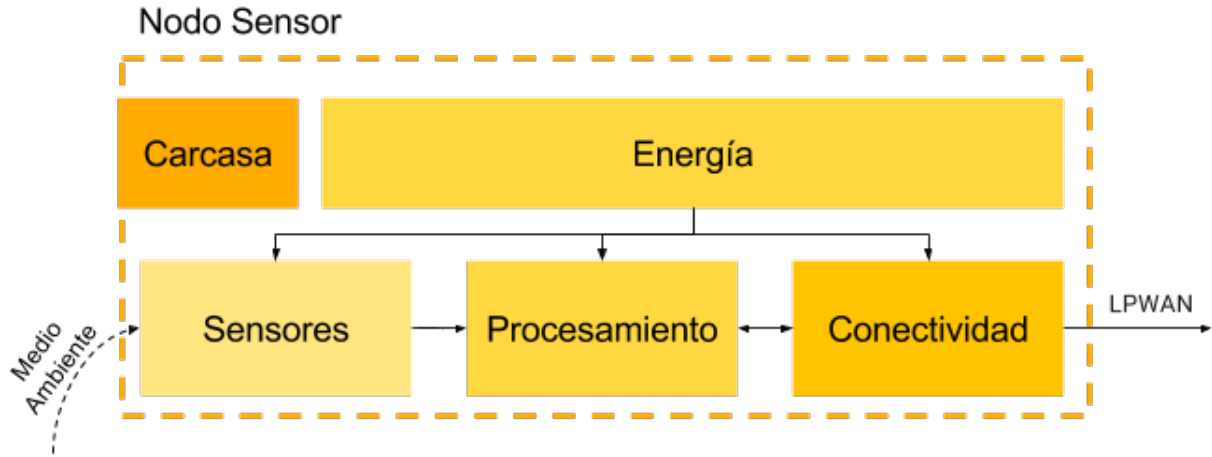 Nodo Sensor
Carcasa
Energía
Sensores
Procesamiento
Conectividad
LPWAN
Medio
Ambiente